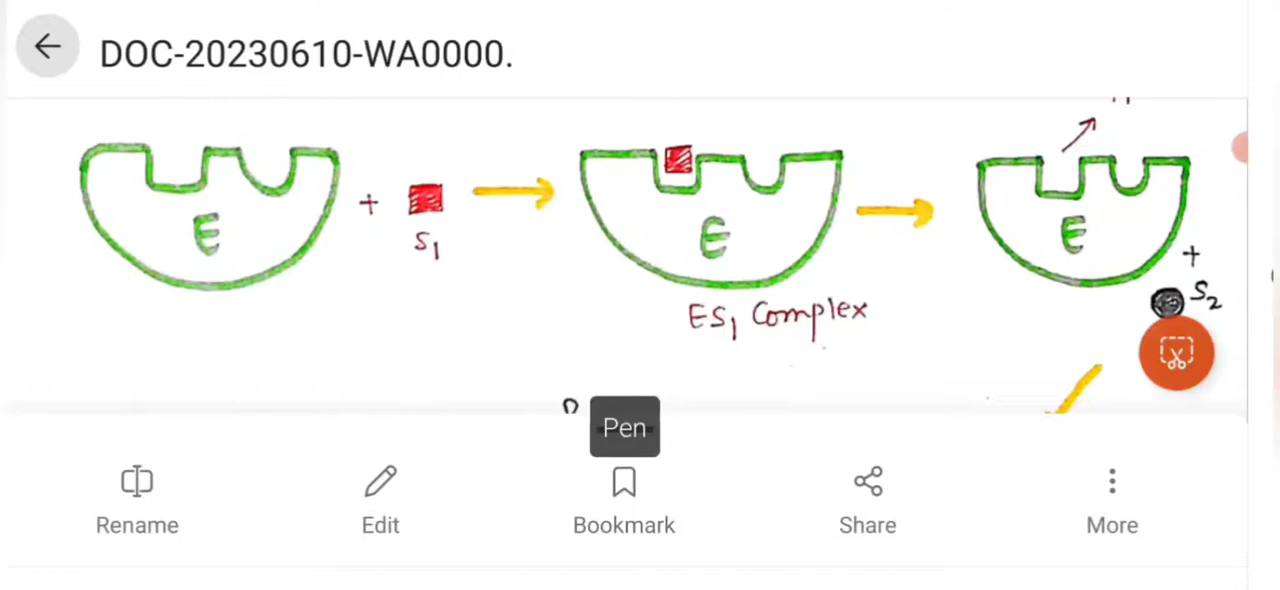 DOC-20230610-WA0000.
E
+
S1
E
ES1 Complex
E
+
S2
Pen
Rename
Edit
Bookmark
Share
More